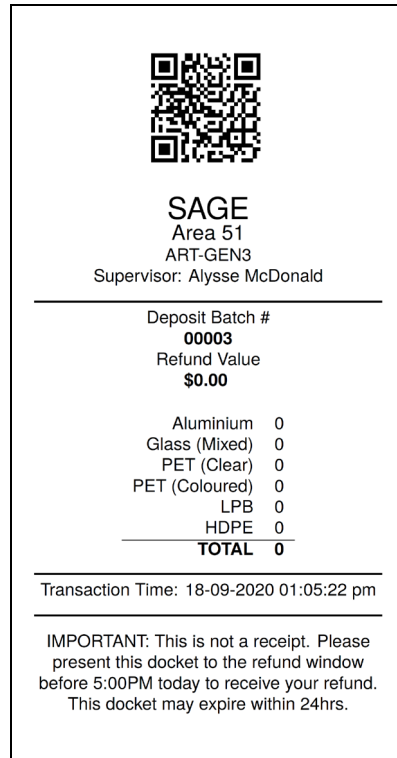 SAGE
Area 51
ART-GEN3
Supervisor: Alysse McDonald
Deposit Batch #
00003
Refund Value
$0.00
Aluminium 0
Glass (Mixed) 0
PET (Clear) 0
PET (Coloured) 0
LPB 0
HDPE 0
TOTAL 0
Transaction Time: 18-09-2020 01:05:22 pm
IMPORTANT: This is not a receipt. Please
present this docket to the refund window
before 5:00PM today to receive your refund.
This docket may expire within 24hrs.